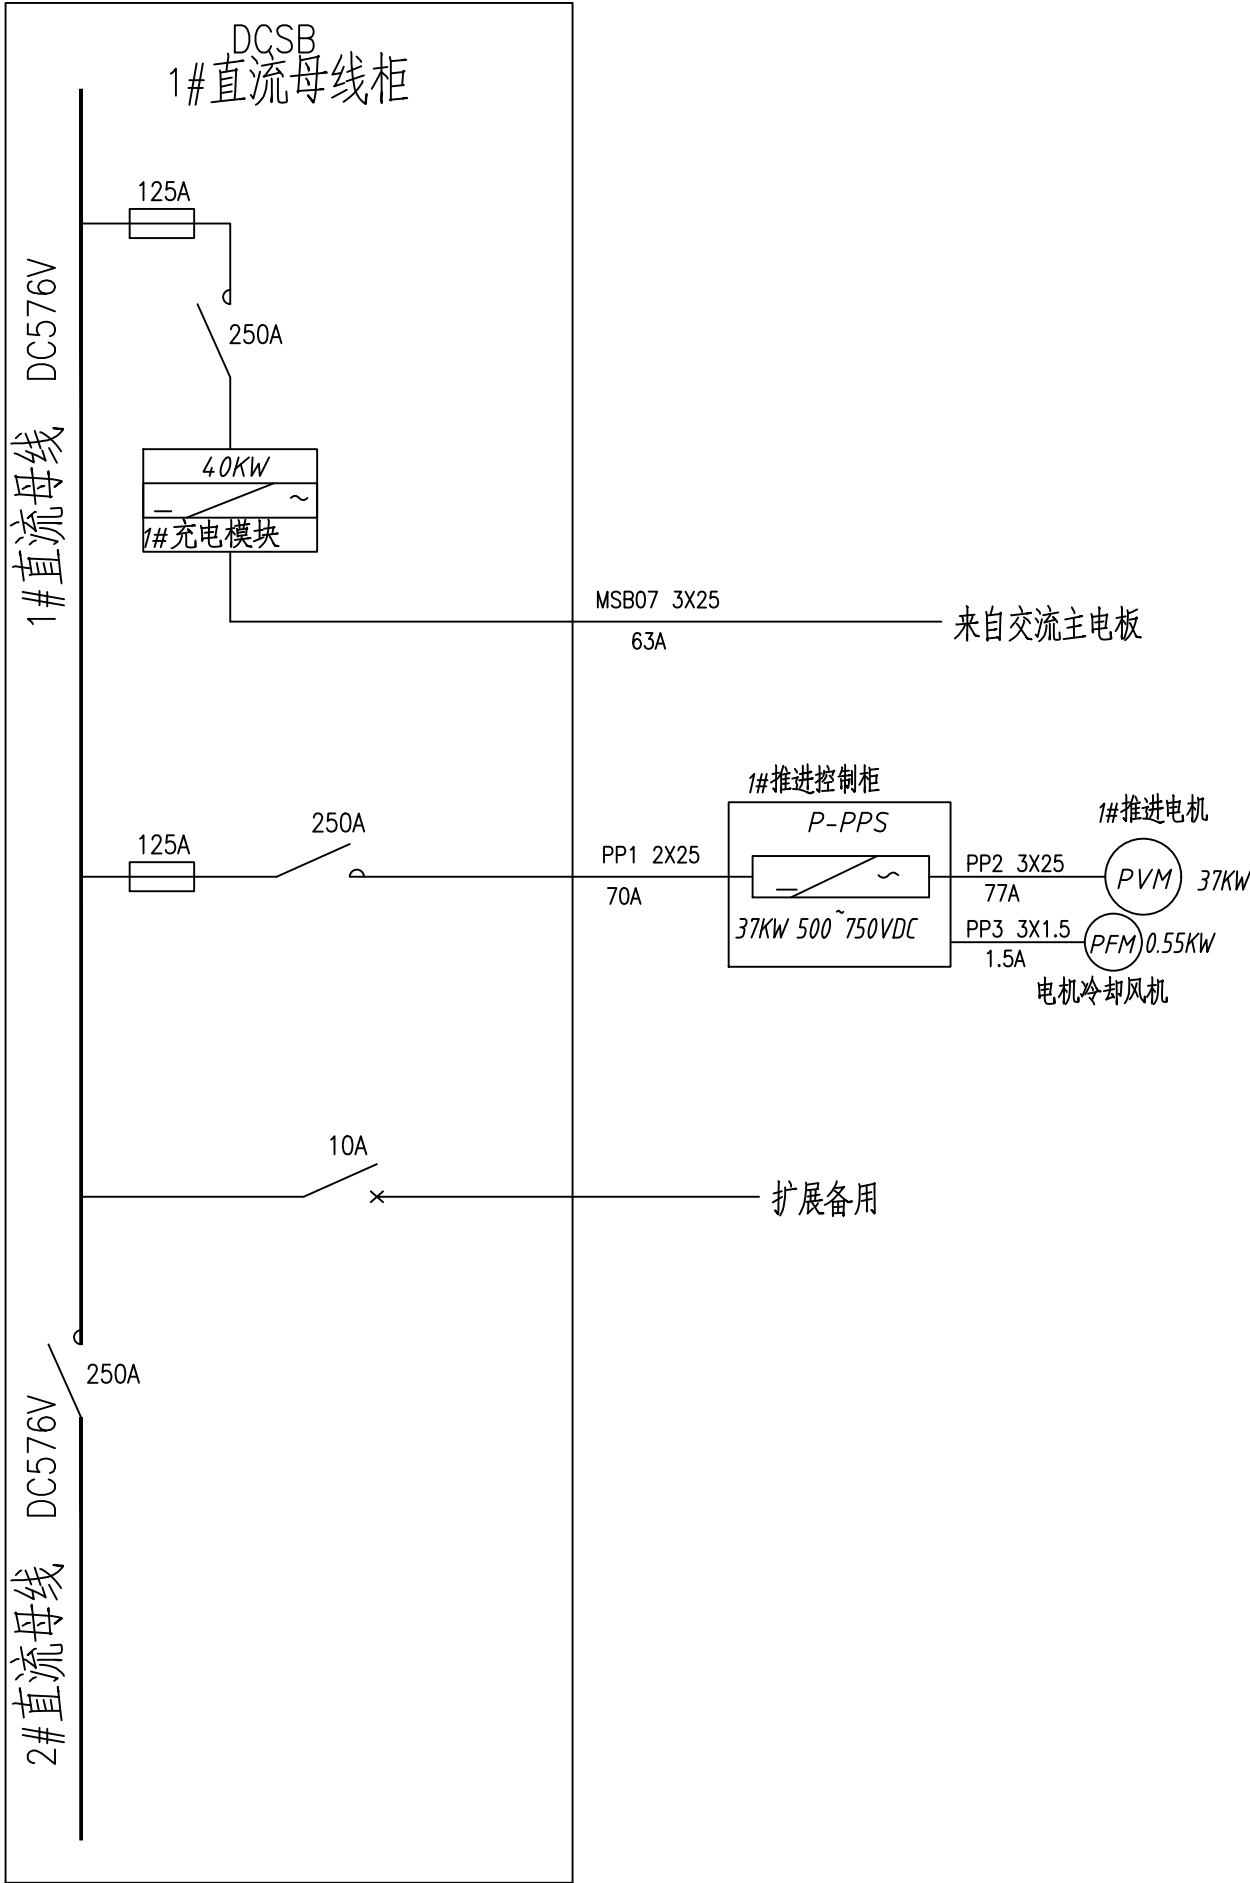 DCSB
1#直流母线柜
125A
250A
1#直流母线 DC576V
40KW
1#充电模块
MSB07 3X25
63A
来自交流主电板
125A
250A
PP1 2X25
70A
1#推进控制柜
P-PPS
37KW 500~750VDC
PP2 3X25
77A
1#推进电机
PVM
37KW
PP3 3X1.5
1.5A
PFM
0.55KW
电机冷却风机
10A
扩展备用
250A
2#直流母线 DC576V